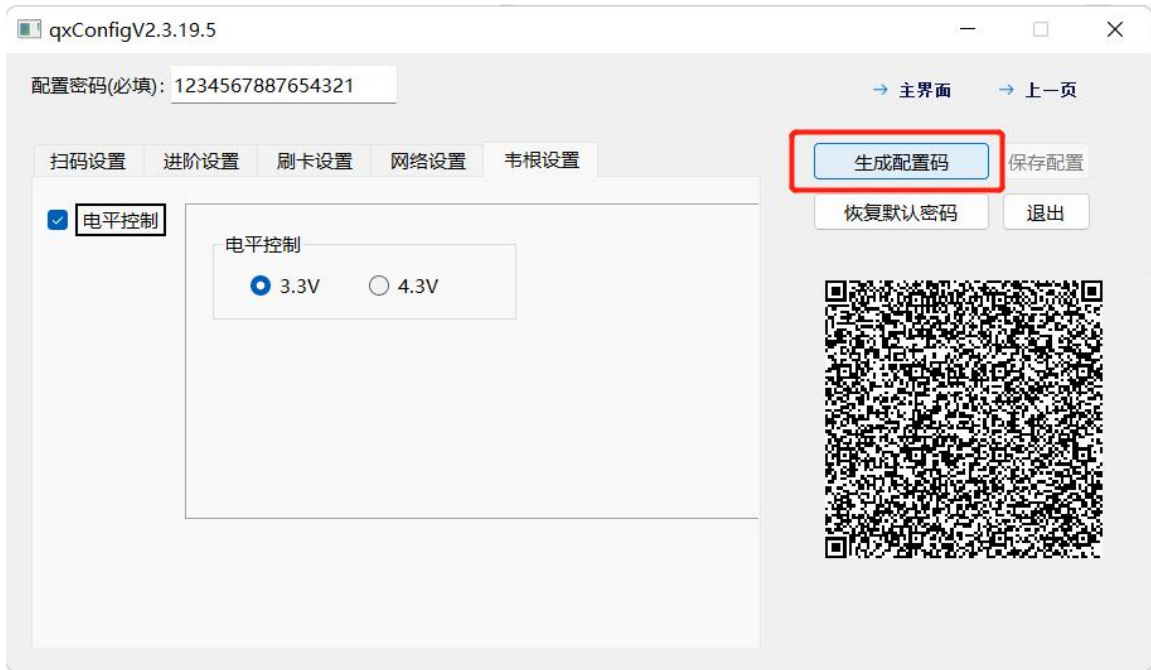 qxConfigV2.3.19.5
配置密码(必填): 1234567887654321
→ 主界面 → 上一页
扫码设置 进阶设置 刷卡设置 网络设置 韦根设置
生成配置码 保存配置
恢复默认密码 退出
电平控制
电平控制
3.3V 4.3V